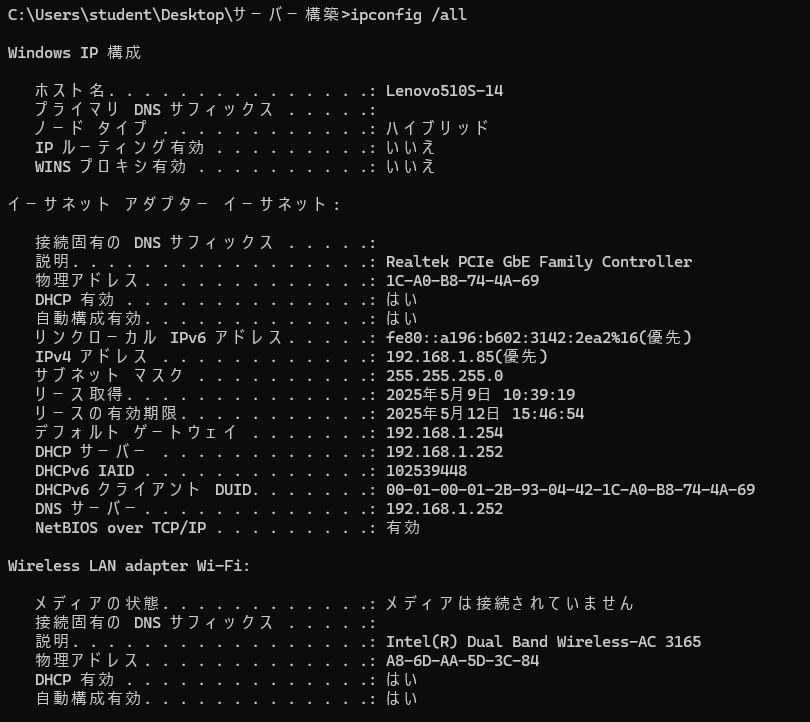 C:\Users\student\Desktop\サーバー構築>ipconfig /all
Windows IP 構成
ホスト名. . . . . . . . . . . . . . .: Lenovo510S-14
プライマリ DNS サフィックス . . . . .:
ノード タイプ . . . . . . . . . . . .: ハイブリッド
IP ルーティング有効 . . . . . . . . .: いいえ
WINS プロキシ有効 . . . . . . . . . .: いいえ
イーサネット アダプター イーサネット:
接続固有の DNS サフィックス . . . . .:
説明. . . . . . . . . . . . . . . . .: Realtek PCIe GbE Family Controller
物理アドレス. . . . . . . . . . . . .: 1C-A0-B8-74-4A-69
DHCP 有効 . . . . . . . . . . . . . .: はい
自動構成有効. . . . . . . . . . . . .: はい
リンクローカル IPv6 アドレス. . . . .: fe80::a196:b602:3142:2ea2%16(優先)
IPv4 アドレス . . . . . . . . . . . .: 192.168.1.85(優先)
サブネット マスク . . . . . . . . . .: 255.255.255.0
リース取得. . . . . . . . . . . . . .: 2025年5月9日 10:39:19
リースの有効期限. . . . . . . . . . .: 2025年5月12日 15:46:54
デフォルト ゲートウェイ . . . . . . .: 192.168.1.254
DHCP サーバー . . . . . . . . . . . .: 192.168.1.252
DHCPv6 IAID . . . . . . . . . . . . .: 102539448
DHCPv6 クライアント DUID. . . . . . .: 00-01-00-01-2B-93-04-42-1C-A0-B8-74-4A-69
DNS サーバー. . . . . . . . . . . . .: 192.168.1.252
NetBIOS over TCP/IP . . . . . . . . .: 有効
Wireless LAN adapter Wi-Fi:
メディアの状態. . . . . . . . . . . .: メディアは接続されていません
接続固有の DNS サフィックス . . . . .:
説明. . . . . . . . . . . . . . . . .: Intel(R) Dual Band Wireless-AC 3165
物理アドレス. . . . . . . . . . . . .: A8-6D-AA-5D-3C-84
DHCP 有効 . . . . . . . . . . . . . .: はい
自動構成有効. . . . . . . . . . . . .: はい